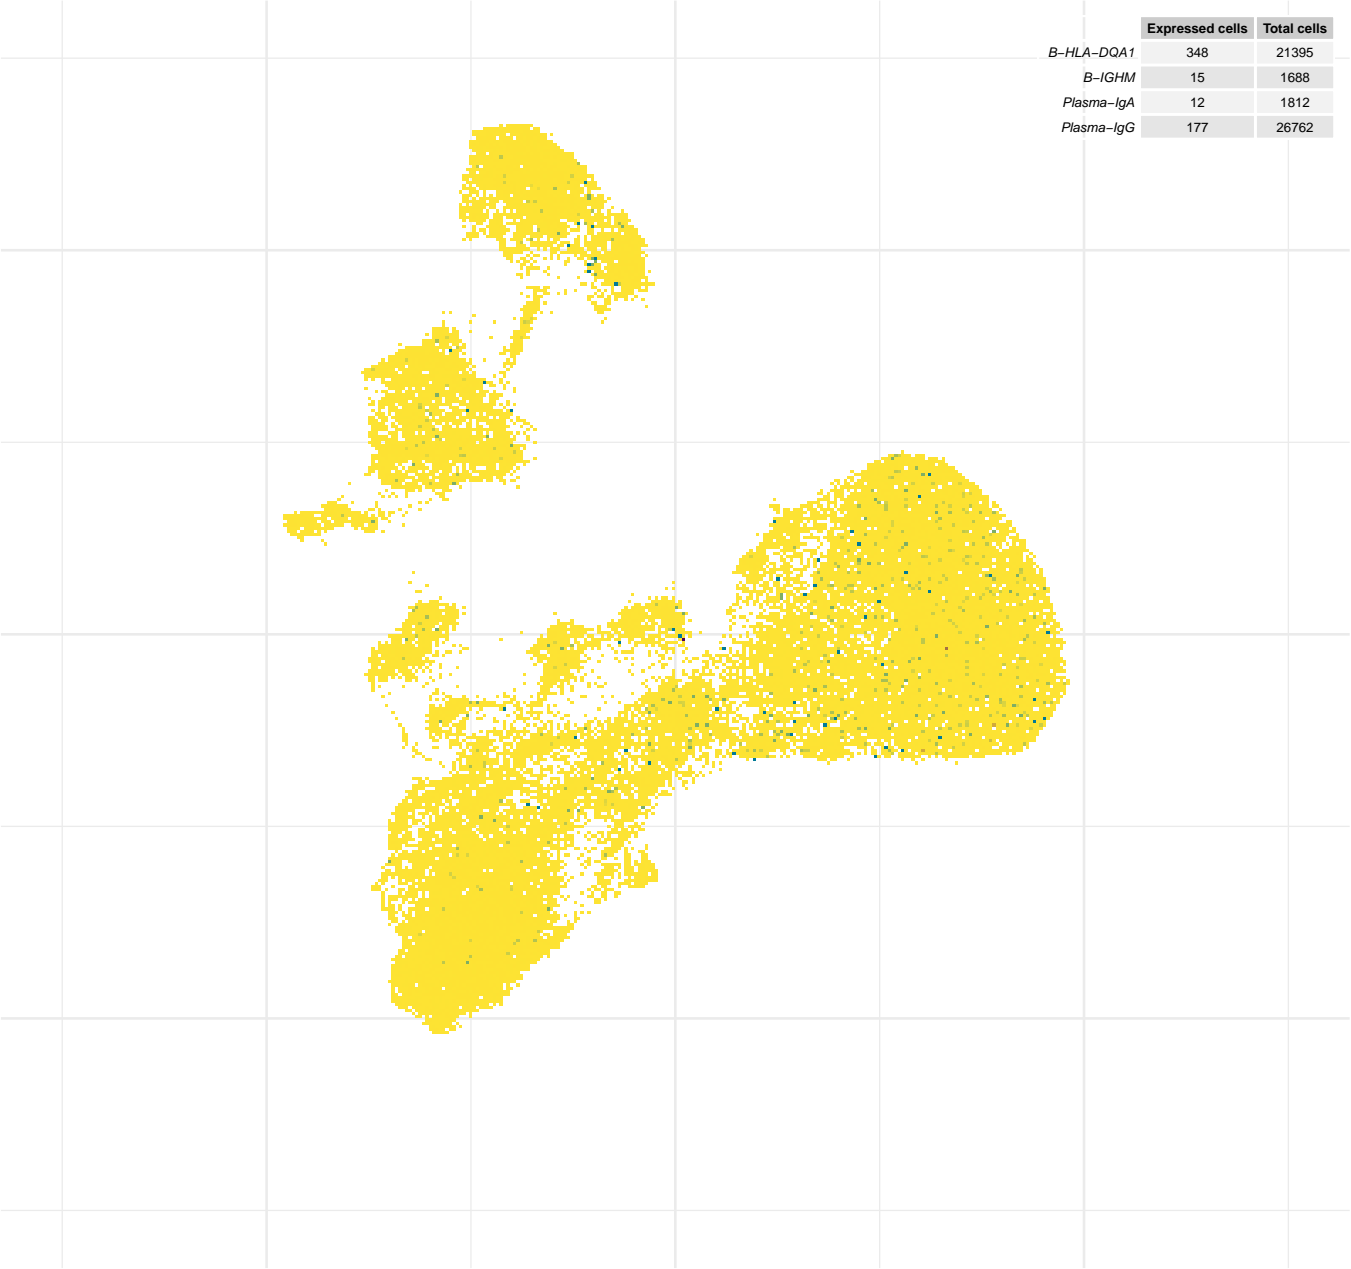 Expressed cells Total cells
B−HLA−DQA1 348 21395
B−IGHM 15 1688
Plasma−IgA 12 1812
Plasma−IgG 177 26762